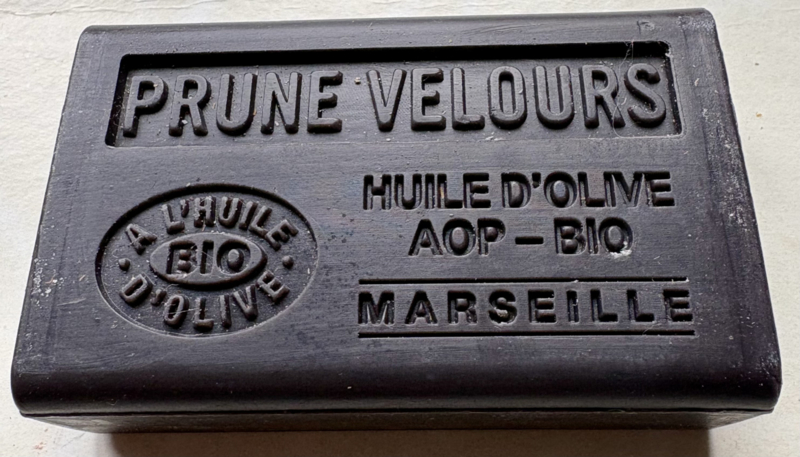 PRUNE VELOURS
HUILE D'OLIVE
AOP – BIO
MARSEILLE
A L'HUILE
BIO
• D'OLIVE •